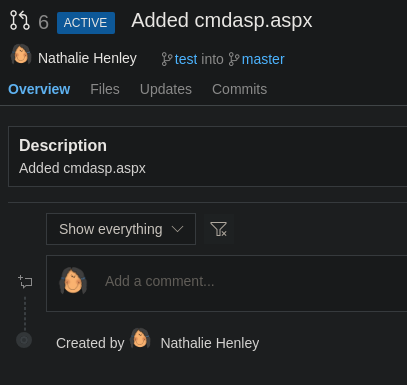 6 ACTIVE Added cmdasp.aspx
Nathalie Henley test into master
Overview Files Updates Commits
Description
Added cmdasp.aspx
Show everything
Add a comment...
Created by Nathalie Henley